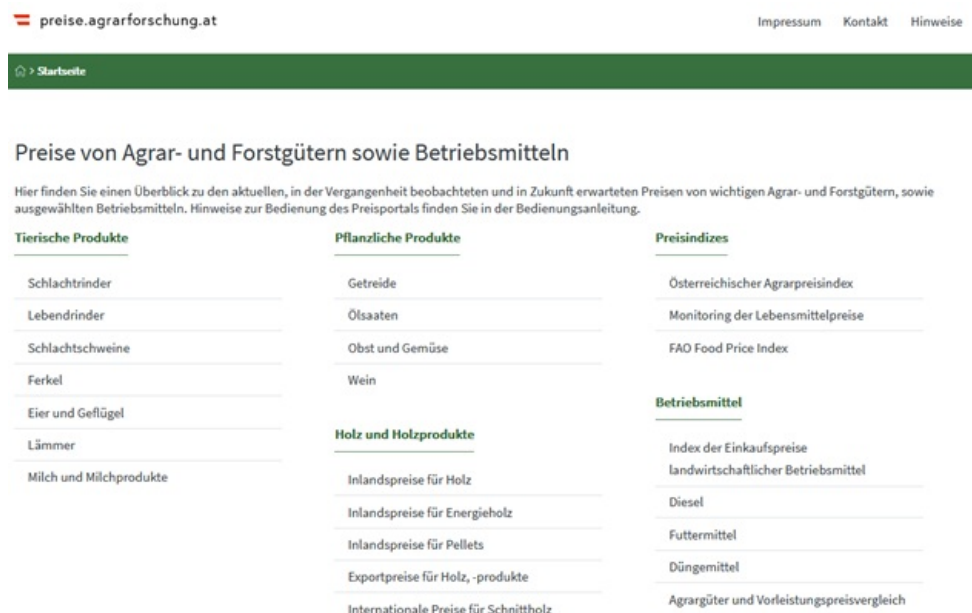 preise.agrarforschung.at
Impressum Kontakt Hinweise
> Startseite
Preise von Agrar- und Forstgütern sowie Betriebsmitteln
Hier finden Sie einen Überblick zu den aktuellen, in der Vergangenheit beobachteten und in Zukunft erwarteten Preisen von wichtigen Agrar- und Forstgütern, sowie
ausgewählten Betriebsmitteln. Hinweise zur Bedienung des Preisportals finden Sie in der Bedienungsanleitung.
Tierische Produkte
Schlachtrinder
Lebendrinder
Schlachtschweine
Ferkel
Eier und Geflügel
Lämmer
Milch und Milchprodukte
Pflanzliche Produkte
Getreide
Ölsaaten
Obst und Gemüse
Wein
Holz und Holzprodukte
Inlandspreise für Holz
Inlandspreise für Energieholz
Inlandspreise für Pellets
Exportpreise für Holz, -produkte
Internationale Preise für Schnittholz
Preisindizes
Österreichischer Agrarpreisindex
Monitoring der Lebensmittelpreise
FAO Food Price Index
Betriebsmittel
Index der Einkaufspreise
landwirtschaftlicher Betriebsmittel
Diesel
Futtermittel
Düngemittel
Agrargüter und Vorleistungspreisvergleich